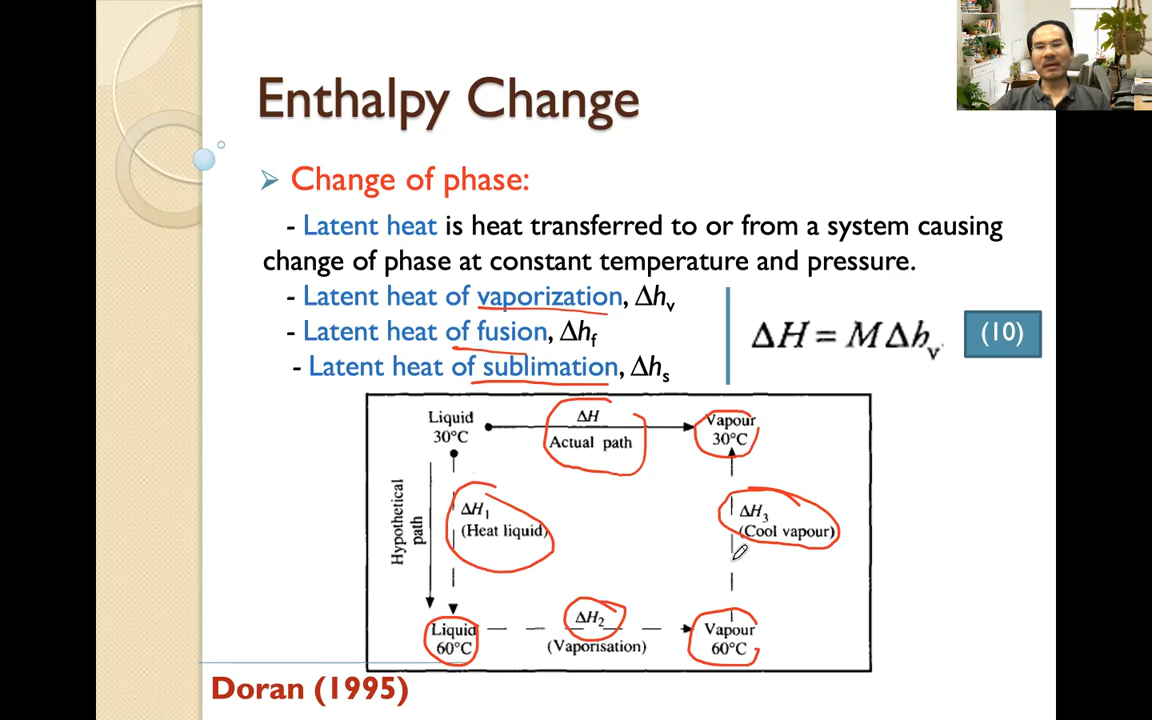 Enthalpy Change
Change of phase:
- Latent heat is heat transferred to or from a system causing
change of phase at constant temperature and pressure.
- Latent heat of vaporization, Δhv
- Latent heat of fusion, Δhf
- Latent heat of sublimation, Δhs
ΔH = MΔhv
(10)
Liquid
30°C
ΔH
Actual path
Vapour
30°C
Hypothetical
path
ΔH1
(Heat liquid)
ΔH3
(Cool vapour)
Liquid
60°C
ΔH2
(Vaporisation)
Vapour
60°C
Doran (1995)